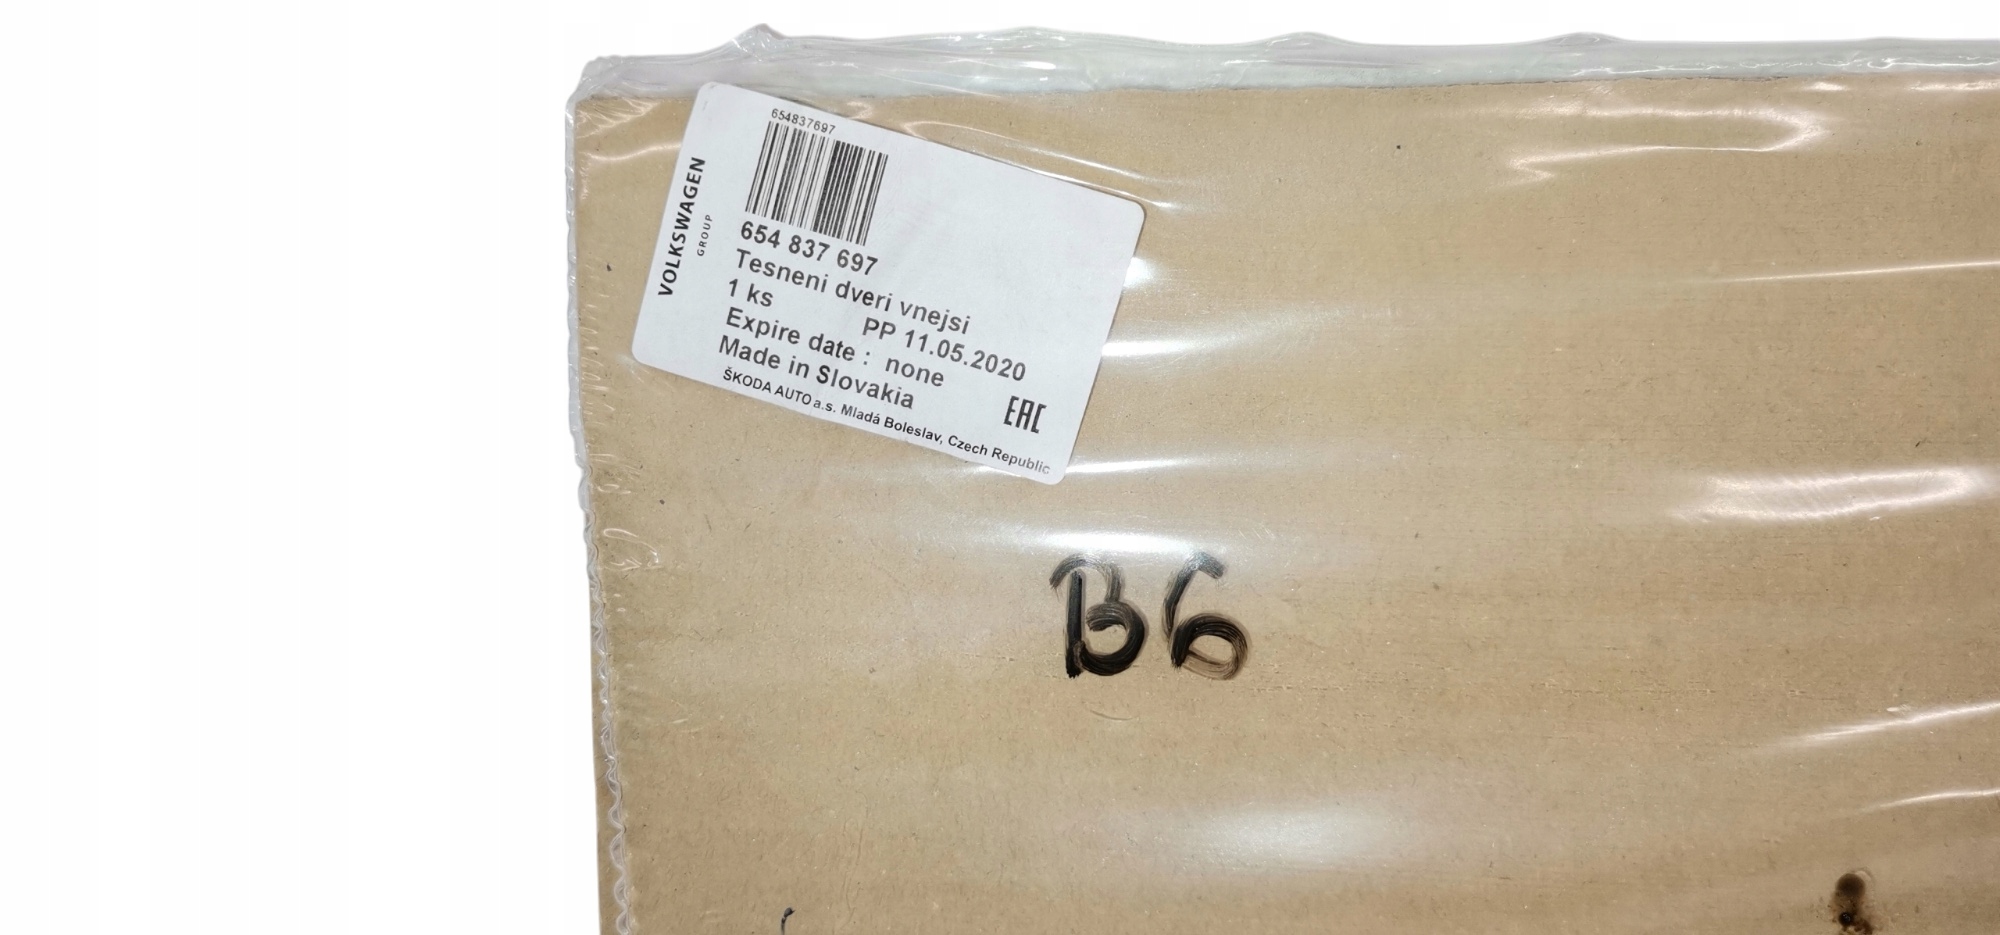 654837697
VOLKSWAGEN
GROUP
654 837 697
Tesneni dveri vnejsi
1 ks
PP 11.05.2020
Expire date : none
Made in Slovakia
ŠKODA AUTO a.s. Mladá Boleslav, Czech Republic
EAC
B6